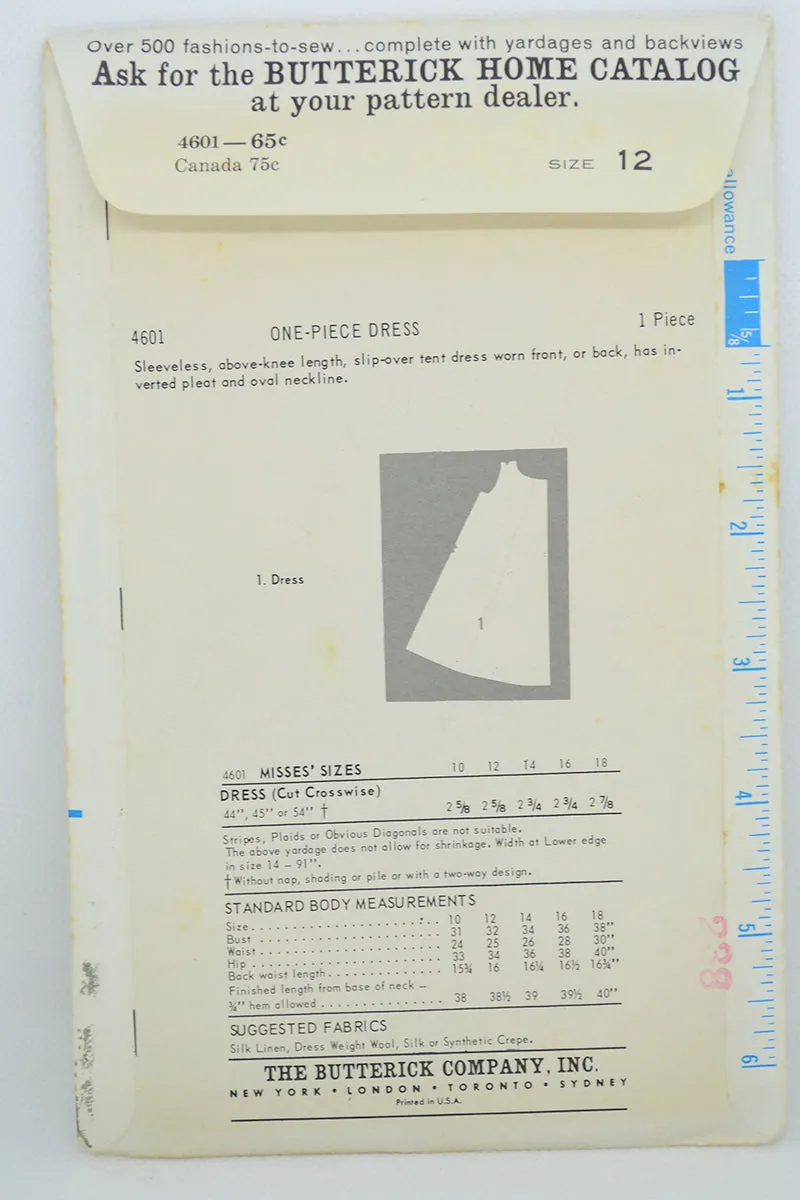 Over 500 fashions-to-sew...complete with yardages and backviews
Ask for the BUTTERICK HOME CATALOG
at your pattern dealer.
4601—65c
Canada 75c
SIZE 12
allowance
5/8
1
2
3
4
5
6
4601 ONE-PIECE DRESS 1 Piece
Sleeveless, above-knee length, slip-over tent dress worn front, or back, has in-
verted pleat and oval neckline.
1. Dress
1
4601 MISSES' SIZES 10 12 14 16 18
DRESS (Cut Crosswise)
44", 45" or 54" † 2 5/8 2 5/8 2 3/4 2 3/4 2 7/8
Stripes, Plaids or Obvious Diagonals are not suitable.
The above yardage does not allow for shrinkage. Width at Lower edge
in size 14 – 91".
†Without nap, shading or pile or with a two-way design.
STANDARD BODY MEASUREMENTS
Size 10 12 14 16 18
Bust 31 32 34 36 38"
Waist 24 25 26 28 30"
Hip 33 34 36 38 40"
Back waist length 15¾ 16 16¼ 16½ 16¾"
Finished length from base of neck –
¾" hem allowed 38 38½ 39 39½ 40"
SUGGESTED FABRICS
Silk Linen, Dress Weight Wool, Silk or Synthetic Crepe.
THE BUTTERICK COMPANY, INC.
NEW YORK • LONDON • TORONTO • SYDNEY
Printed in U.S.A.